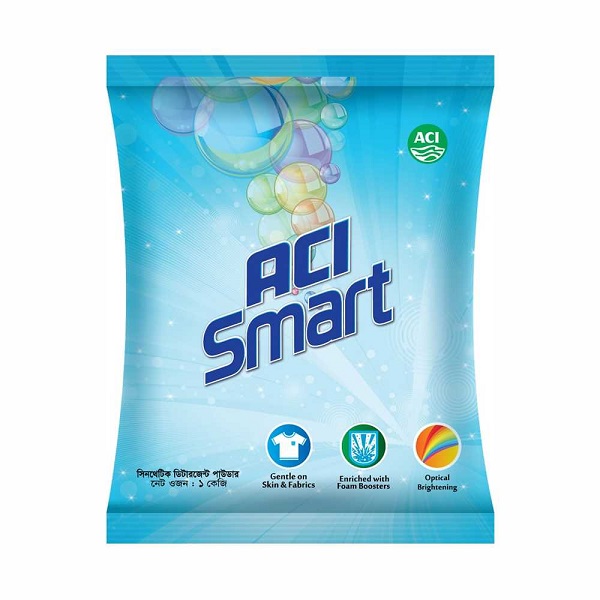 ACI
ACI
Smart
সিনথেটিক ডিটারজেন্ট পাউডার
নেট ওজন : ১ কেজি
Gentle on
Skin & Fabrics
Enriched with
Foam Boosters
Optical
Brightening